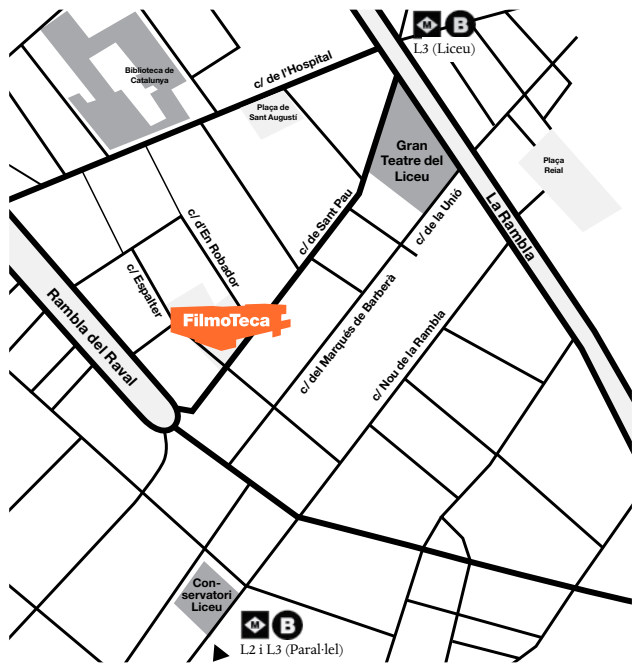 M B
L3 (Liceu)
c/ de l'Hospital
Biblioteca de
Catalunya
Plaça de
Sant Augustí
Gran
Teatre del
Liceu
Plaça
Reial
La Rambla
c/ de la Unió
c/ de Sant Pau
c/ d'En Robador
c/ Espalter
FilmoTeca
Rambla del Raval
c/ del Marqués de Barberà
c/ Nou de la Rambla
Con-
servatori
Liceu
M B
L2 i L3 (Paral·lel)